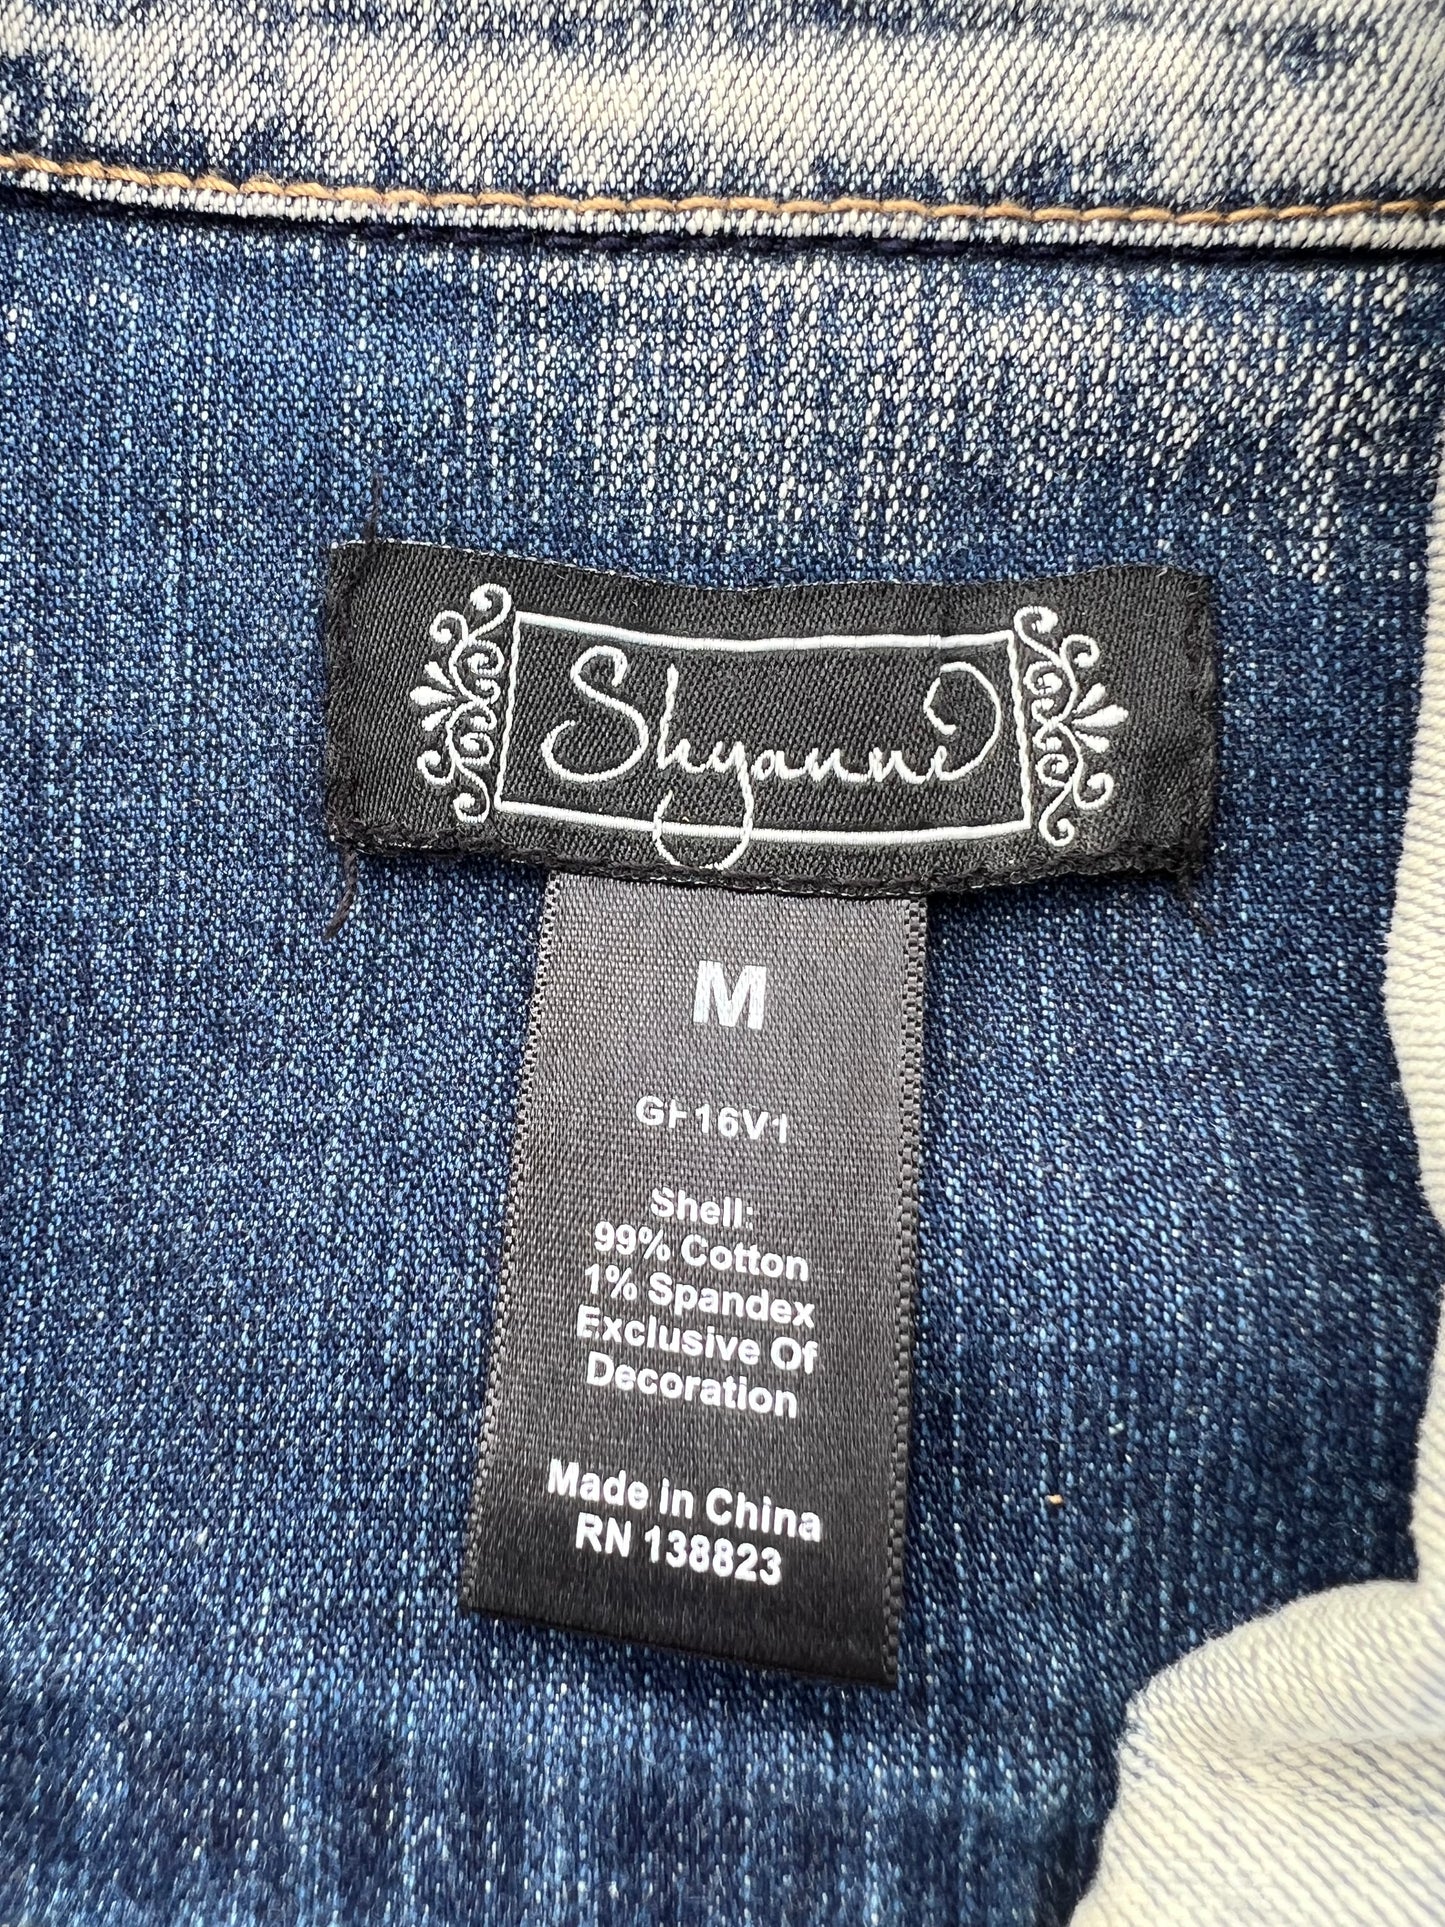 Shyanne
M
GH16V1
Shell:
99% Cotton
1% Spandex
Exclusive Of
Decoration
Made in China
RN 138823